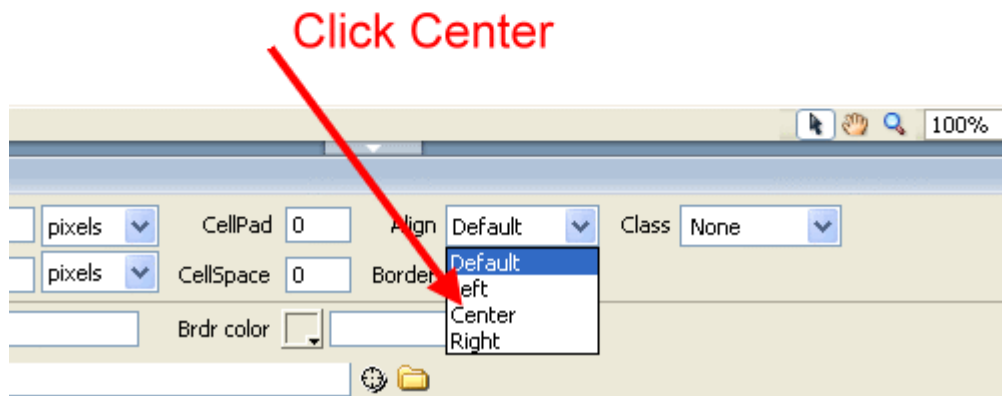 Click Center
100%
pixels CellPad 0 Align Default Class None
pixels CellSpace 0 Border Default
Left
Center
Brdr color
Right